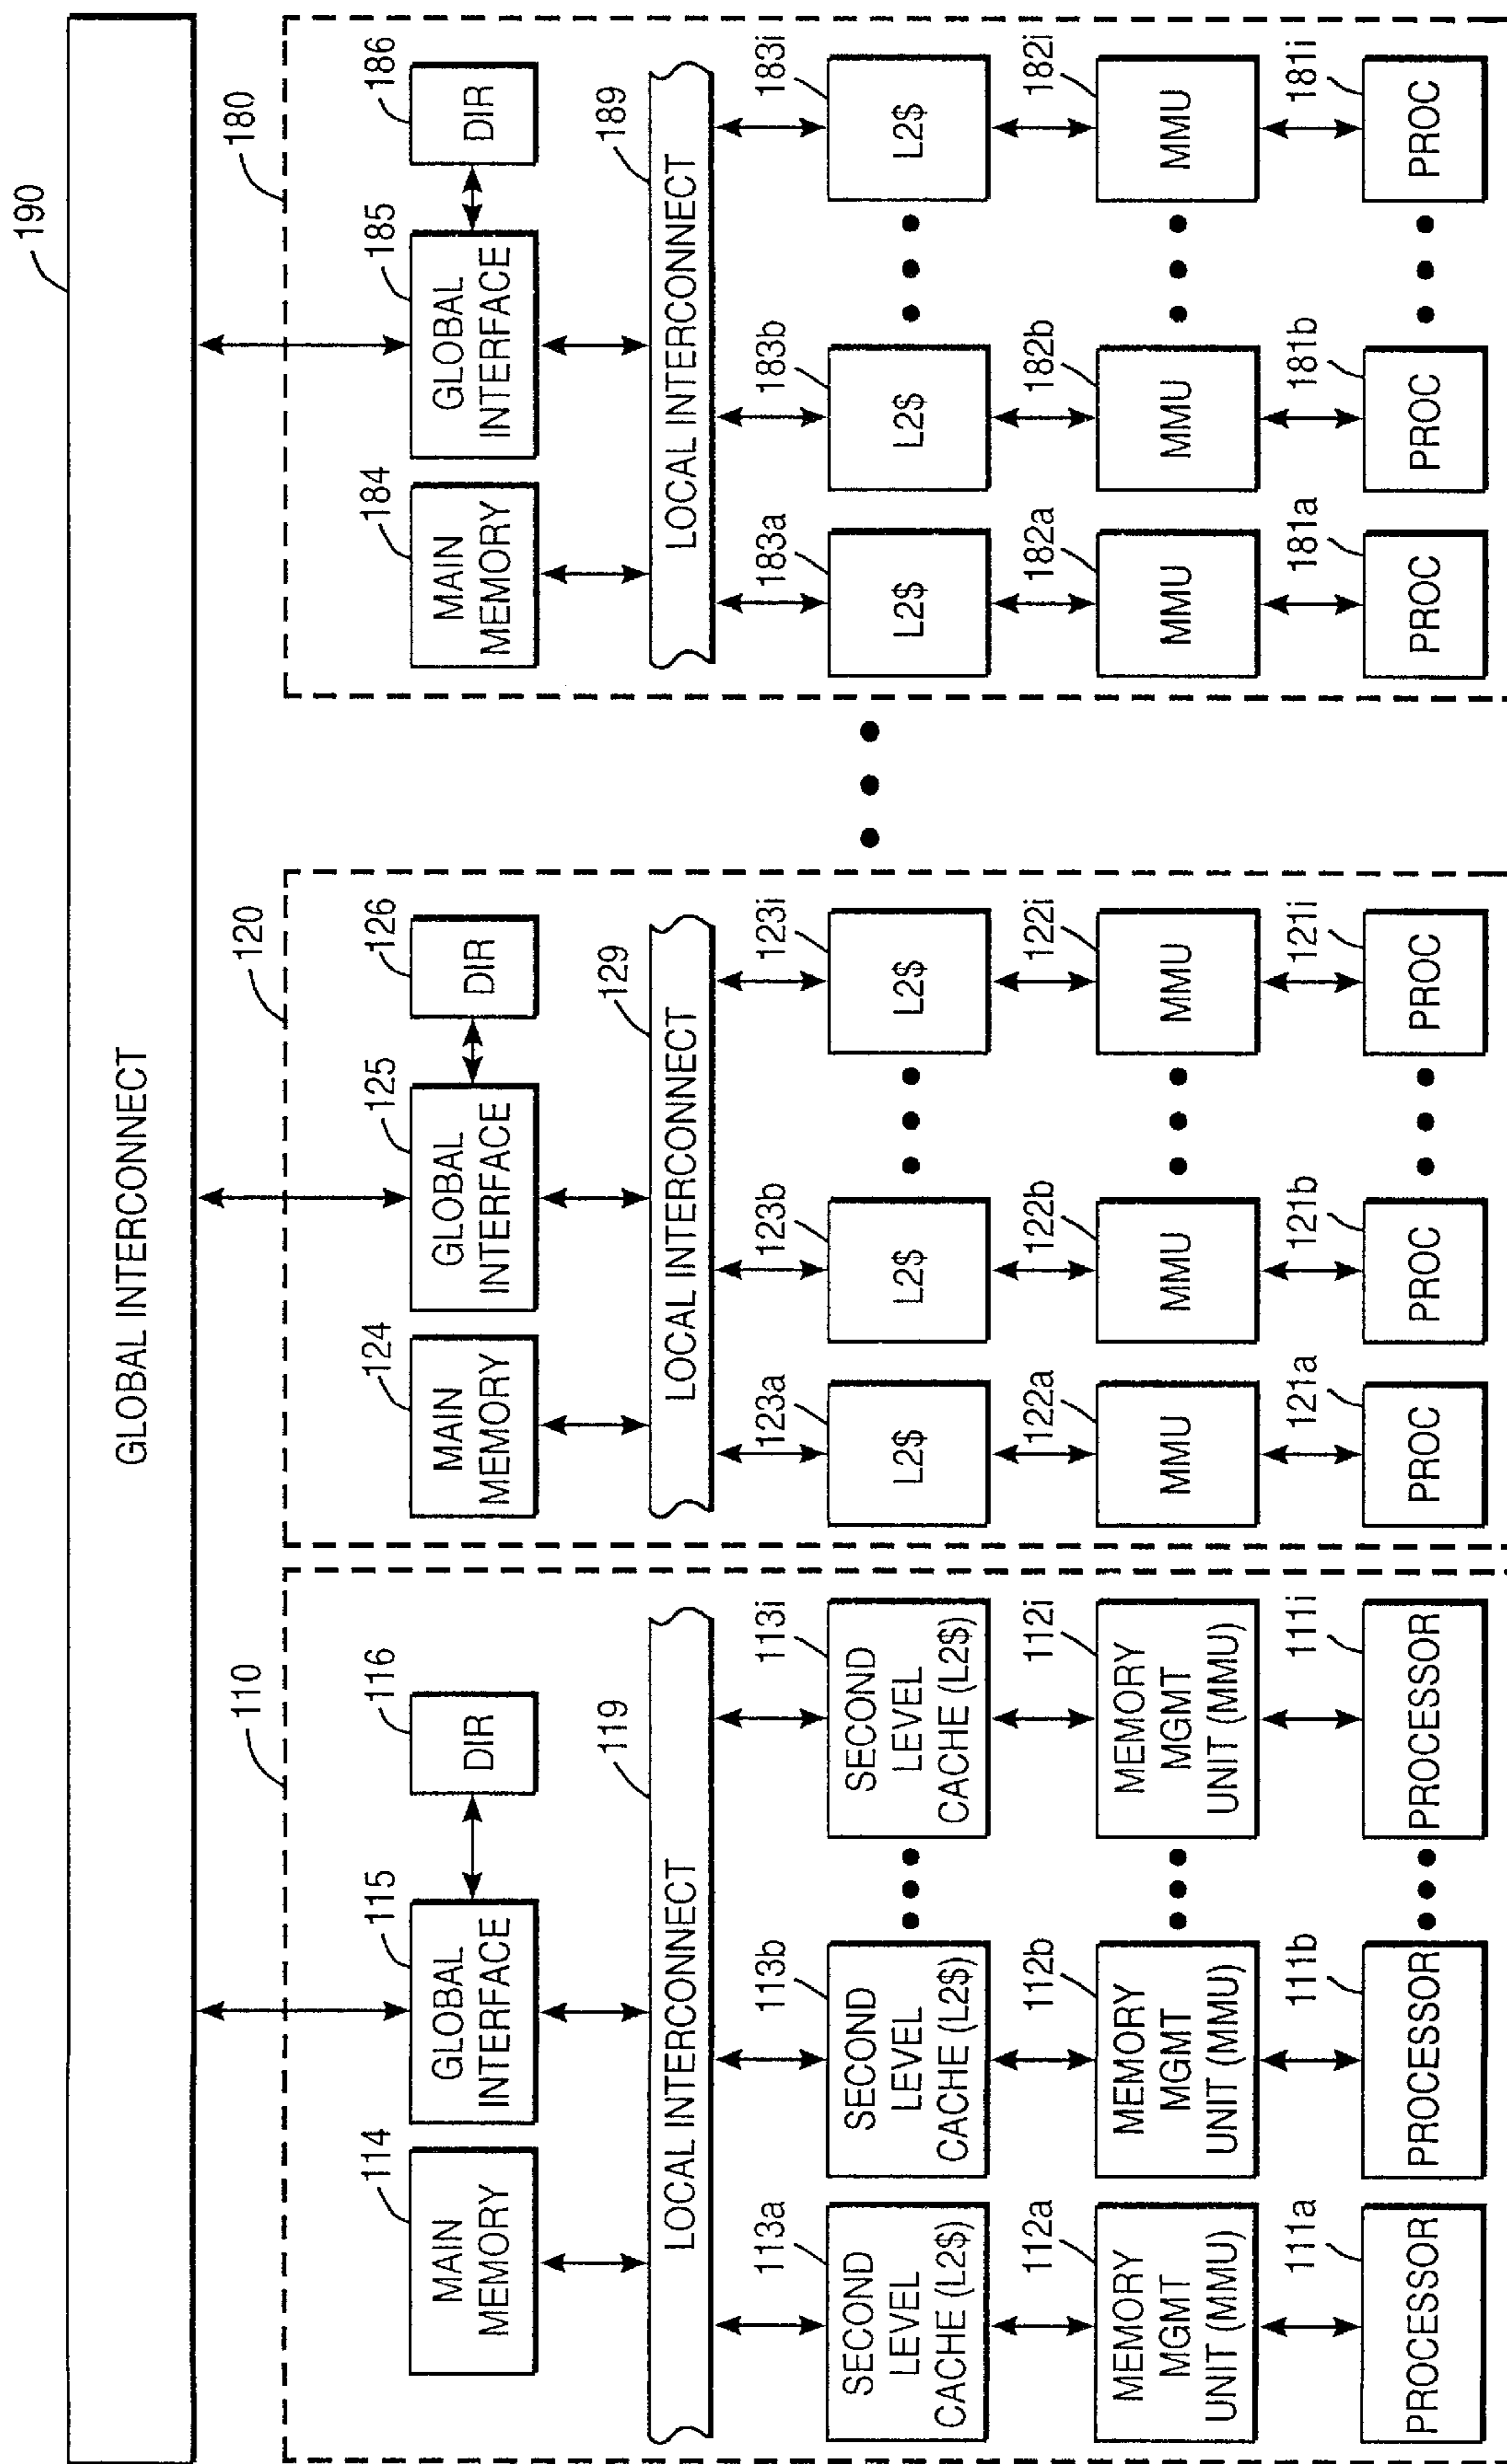 GLOBAL INTERCONNECT
190
110
MAIN
MEMORY
114
GLOBAL
INTERFACE
115
DIR
116
LOCAL INTERCONNECT
119
SECOND
LEVEL
CACHE (L2$)
113a
SECOND
LEVEL
CACHE (L2$)
113b
SECOND
LEVEL
CACHE (L2$)
113i
MEMORY
MGMT
UNIT (MMU)
112a
MEMORY
MGMT
UNIT (MMU)
112b
MEMORY
MGMT
UNIT (MMU)
112i
PROCESSOR
111a
PROCESSOR
111b
PROCESSOR
111i
120
MAIN
MEMORY
124
GLOBAL
INTERFACE
125
DIR
126
LOCAL INTERCONNECT
129
L2$
123a
L2$
123b
L2$
123i
MMU
122a
MMU
122b
MMU
122i
PROC
121a
PROC
121b
PROC
121i
180
MAIN
MEMORY
184
GLOBAL
INTERFACE
185
DIR
186
LOCAL INTERCONNECT
189
L2$
183a
L2$
183b
L2$
183i
MMU
182a
MMU
182b
MMU
182i
PROC
181a
PROC
181b
PROC
181i